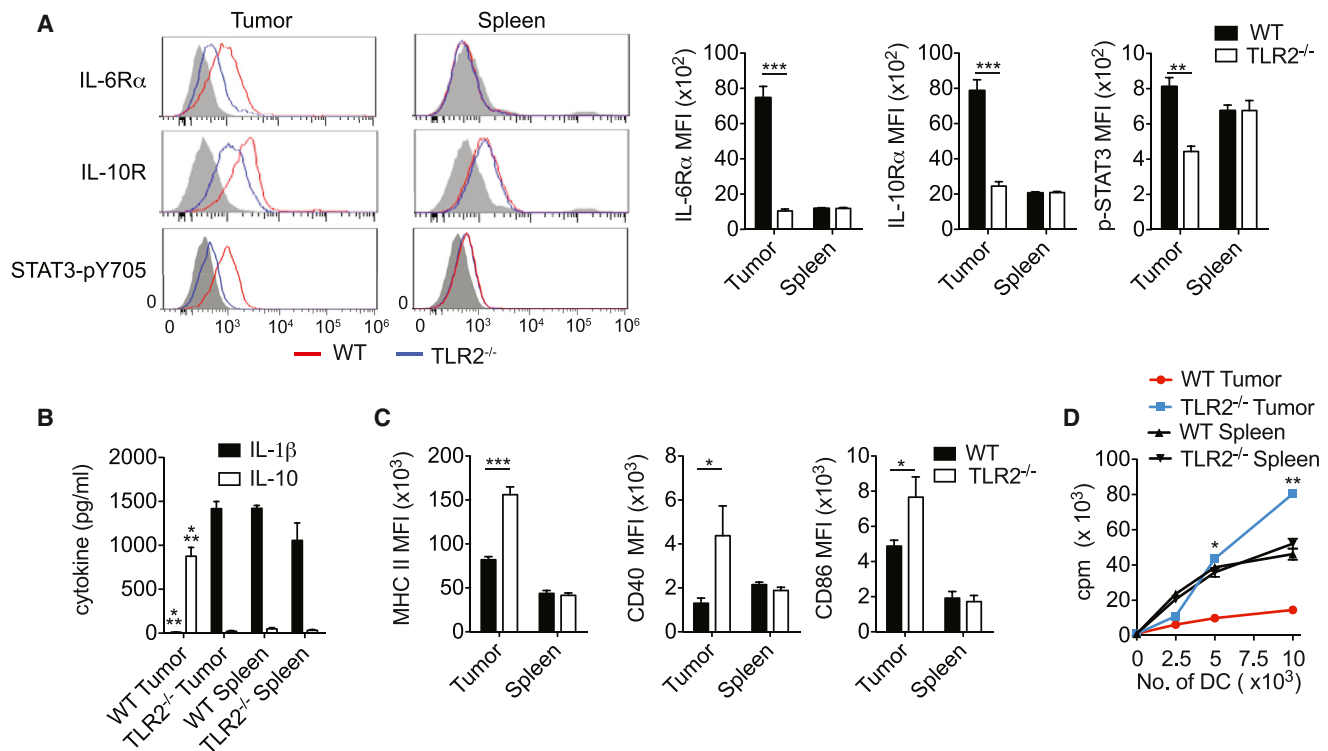 A
Tumor
Spleen
IL-6Rα
IL-10R
STAT3-pY705
0
0
0 10³ 10⁴ 10⁵ 10⁶
0 10³ 10⁴ 10⁵ 10⁶
WT TLR2⁻/⁻
IL-6Rα MFI (x10²)
100
80
60
40
20
0
***
Tumor
Spleen
IL-10Rα MFI (x10²)
100
80
60
40
20
0
***
Tumor
Spleen
p-STAT3 MFI (x10²)
10
8
6
4
2
0
**
Tumor
Spleen
WT
TLR2⁻/⁻
B
IL-1β
IL-10
cytokine (pg/ml)
2000
1500
1000
500
0
*
**
*
**
WT Tumor
TLR2⁻/⁻ Tumor
WT Spleen
TLR2⁻/⁻ Spleen
C
MHC II MFI (x10³)
200
150
100
50
0
***
Tumor
Spleen
CD40 MFI (x10³)
8
6
4
2
0
*
Tumor
Spleen
CD86 MFI (x10³)
10
8
6
4
2
0
*
Tumor
Spleen
WT
TLR2⁻/⁻
D
WT Tumor
TLR2⁻/⁻ Tumor
WT Spleen
TLR2⁻/⁻ Spleen
cpm (x 10³)
100
80
60
40
20
0
*
**
0 2.5 5 7.5 10
No. of DC ( x10³)